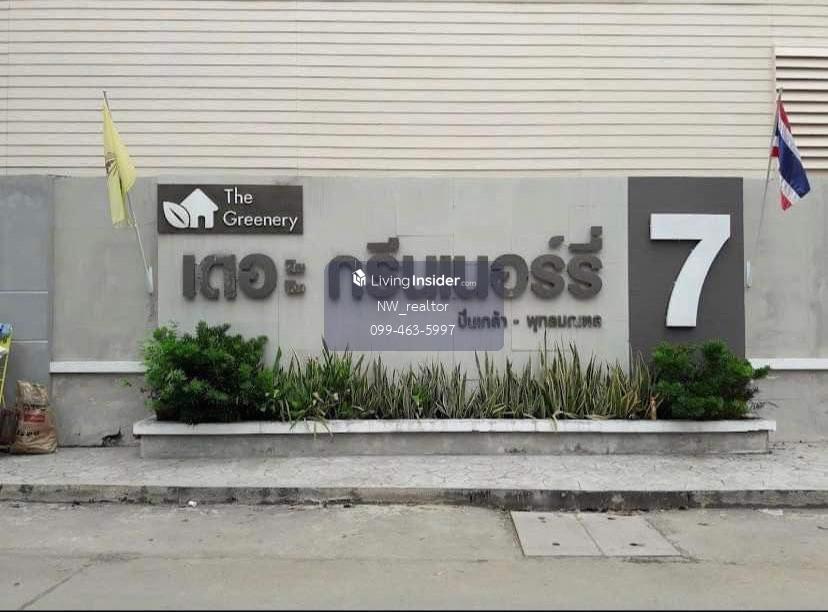 The
Greenery
เดอะ กรีนเนอร์รี่ 7
LivingInsider.com
NW_realtor
099-463-5997
ปิ่นเกล้า - พุทธมณฑล